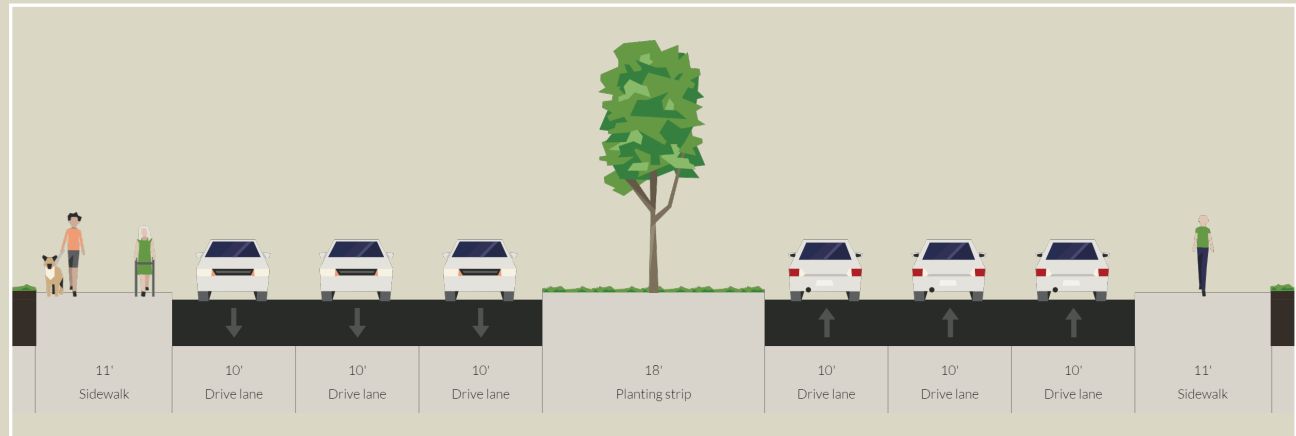 11'
Sidewalk
10'
Drive lane
10'
Drive lane
10'
Drive lane
18'
Planting strip
10'
Drive lane
10'
Drive lane
10'
Drive lane
11'
Sidewalk